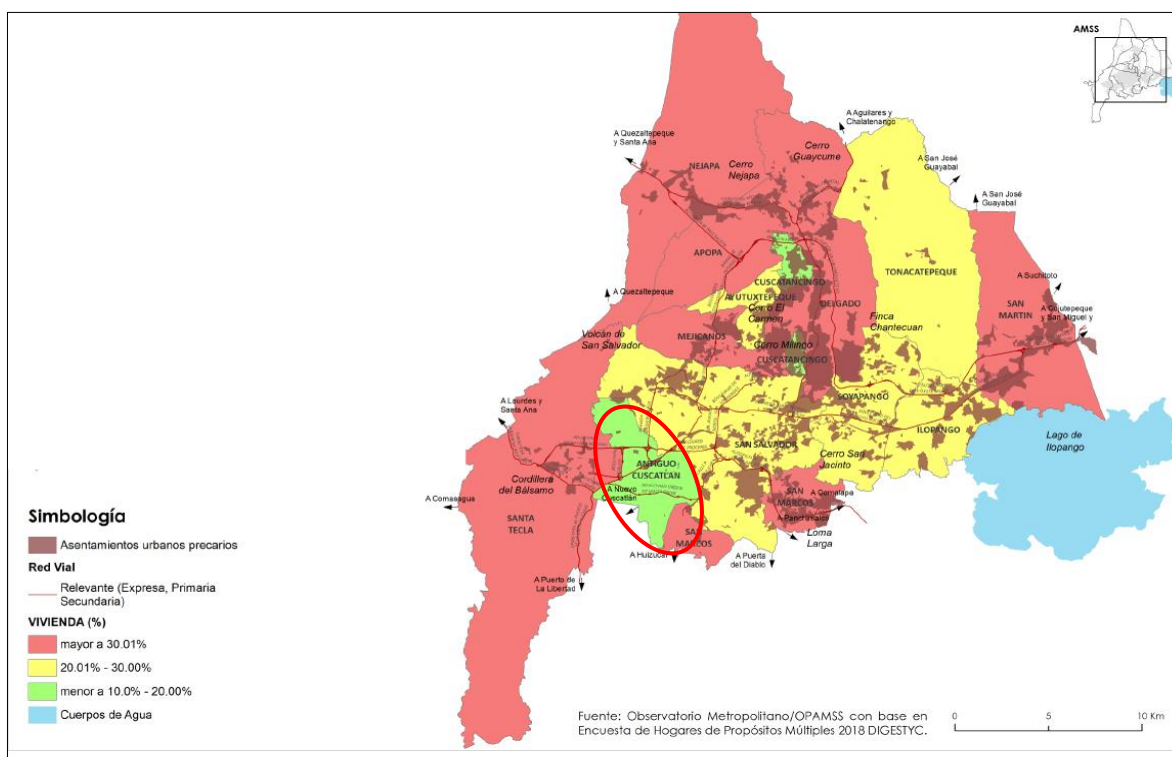 AMSS
A Aguilares y
Chalatenango
A Quezaltepeque
y Santa Ana
Cerro
Guaycume
NEJAPA
Cerro
Nejapa
A San José
Guayabal
A San José
Guayabal
APOPA
TONACATEPEQUE
A Suchitoto
CUSCATANCINGO
A Quezaltepeque
AYUTUXTEPEQUE
Cerro El
Carmen
DELGADO
SAN
MARTIN
A Cojutepeque
y San Miguel y
Finca
Chantecuan
Volcán de
San Salvador
MEJICANOS
Cerro Milingo
CUSCATANCINGO
A Lourdes y
Santa Ana
SOYAPANGO
ILOPANGO
SAN SALVADOR
Lago de
Ilopango
Cerro San
Jacinto
ANTIGUO
CUSCATLAN
Cordillera
del Bálsamo
A Nuevo
Cuscatlán
A Comasagua
SAN
MARCOS
A Comalapa
A Panchimalco
SANTA
TECLA
SAN
MARCOS
Loma
Larga
A Huizúcar
A Puerta
del Diablo
A Puerto de
La Libertad
Simbología
Asentamientos urbanos precarios
Red Vial
Relevante (Expresa, Primaria
Secundaria)
VIVIENDA (%)
mayor a 30.01%
20.01% - 30.00%
menor a 10.0% - 20.00%
Cuerpos de Agua
Fuente: Observatorio Metropolitano/OPAMSS con base en
Encuesta de Hogares de Propósitos Múltiples 2018 DIGESTYC.
0 5 10 Km